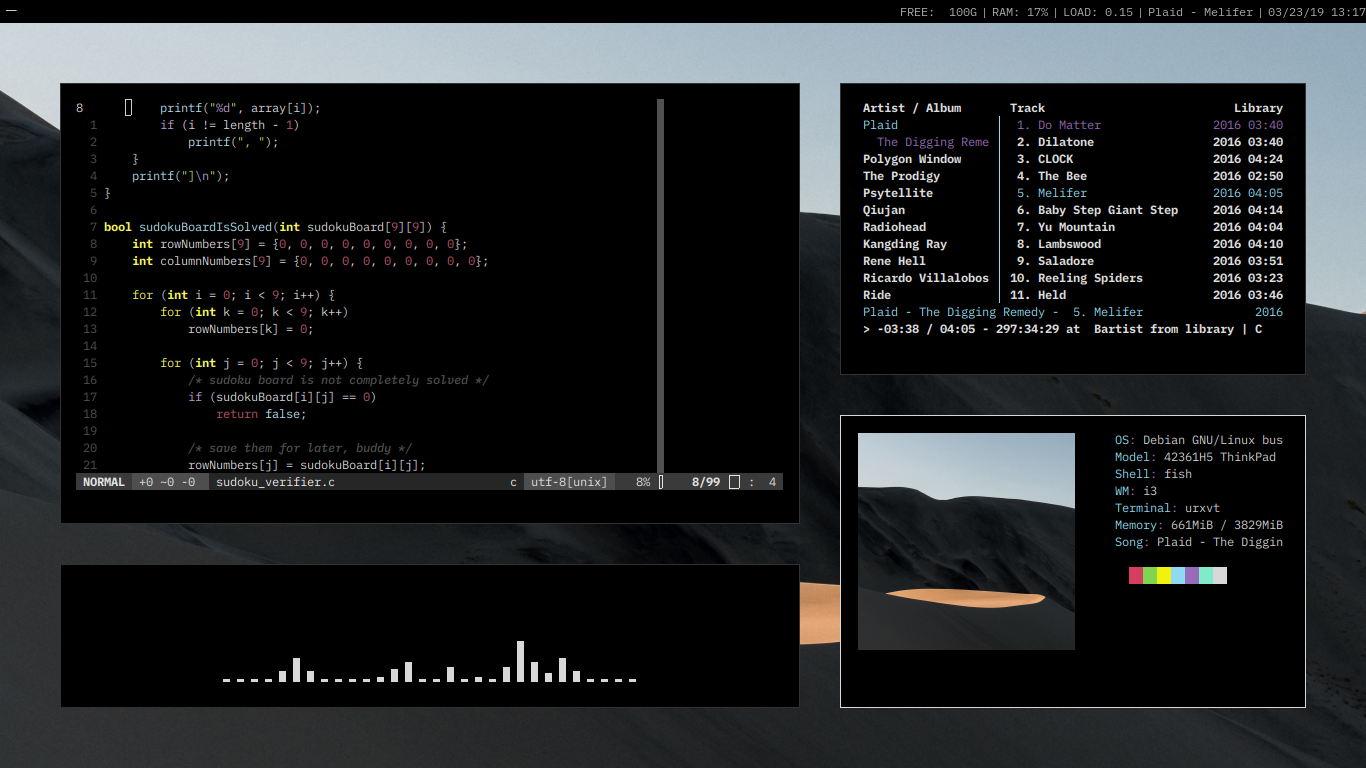 FREE:  100G | RAM: 17% | LOAD: 0.15 | Plaid - Melifer | 03/23/19 13:17
8           printf("%d", array[i]);
  1         if (i != length - 1)
  2             printf(", ");
  3     }
  4     printf("]\n");
  5 }
  6
  7 bool sudokuBoardIsSolved(int sudokuBoard[9][9]) {
  8     int rowNumbers[9] = {0, 0, 0, 0, 0, 0, 0, 0, 0};
  9     int columnNumbers[9] = {0, 0, 0, 0, 0, 0, 0, 0, 0};
 10
 11     for (int i = 0; i < 9; i++) {
 12         for (int k = 0; k < 9; k++)
 13             rowNumbers[k] = 0;
 14
 15         for (int j = 0; j < 9; j++) {
 16             /* sudoku board is not completely solved */
 17             if (sudokuBoard[i][j] == 0)
 18                 return false;
 19
 20             /* save them for later, buddy */
 21             rowNumbers[j] = sudokuBoard[i][j];
NORMAL  +0 ~0 -0  sudoku_verifier.c  c  utf-8[unix]  8%  8/99  :  4
Artist / Album  Track  Library
Plaid  1. Do Matter  2016 03:40
The Digging Reme  2. Dilatone  2016 03:40
Polygon Window  3. CLOCK  2016 04:24
The Prodigy  4. The Bee  2016 02:50
Psytellite  5. Melifer  2016 04:05
Qiujan  6. Baby Step Giant Step  2016 04:14
Radiohead  7. Yu Mountain  2016 04:04
Kangding Ray  8. Lambswood  2016 04:10
Rene Hell  9. Saladore  2016 03:51
Ricardo Villalobos  10. Reeling Spiders  2016 03:23
Ride  11. Held  2016 03:46
Plaid - The Digging Remedy -  5. Melifer  2016
> -03:38 / 04:05 - 297:34:29 at  Bartist from library | C
OS: Debian GNU/Linux bus
Model: 42361H5 ThinkPad
Shell: fish
WM: i3
Terminal: urxvt
Memory: 661MiB / 3829MiB
Song: Plaid - The Diggin